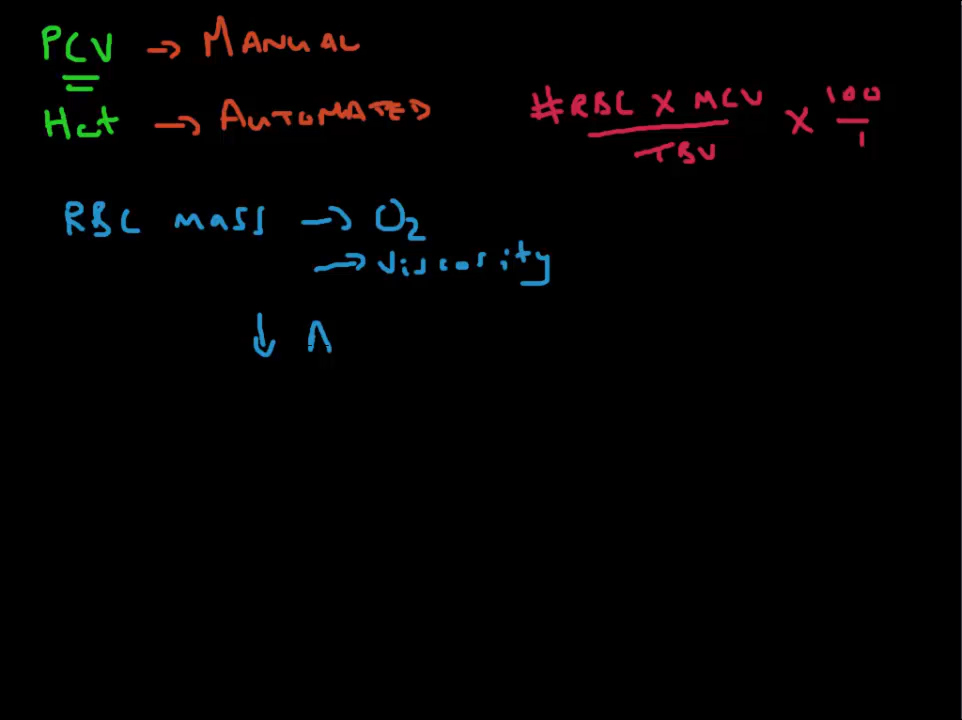 PCV → MANUAL
Hct → AUTOMATED
#RBC X MCV / TBV X 100 / 1
RBC mass → O2
→ viscosity
↓ A